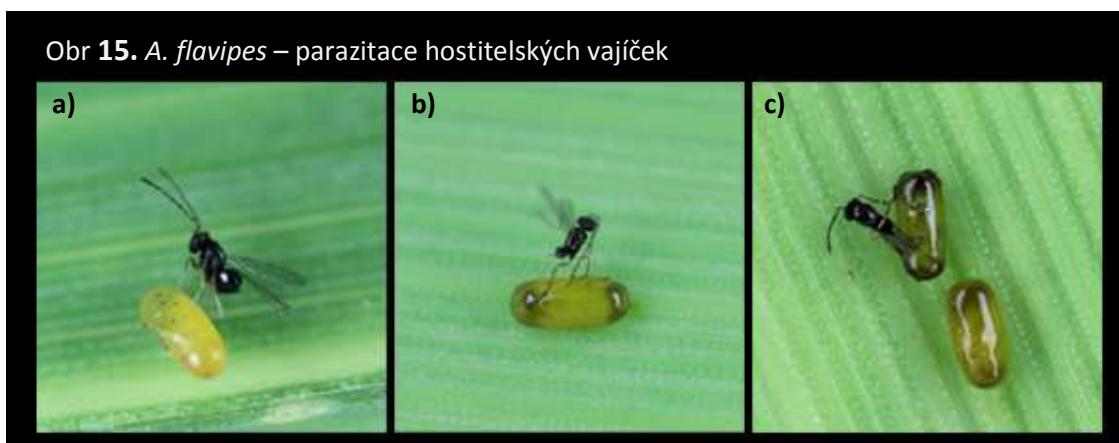 Obr 15. A. flavipes – parazitace hostitelských vajíček
a) b) c)